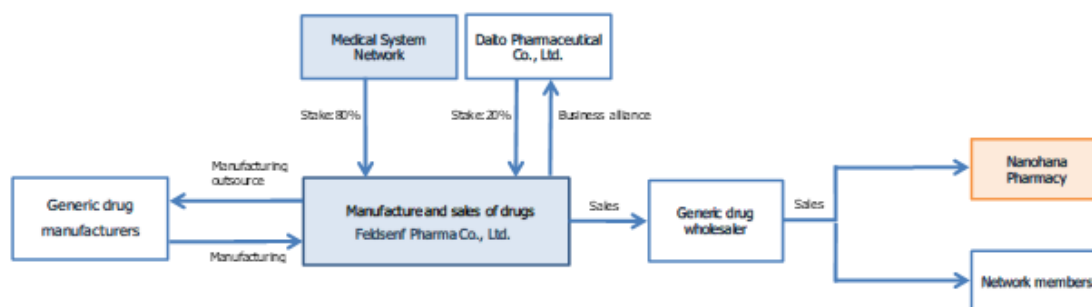 Medical System
Network
Daito Pharmaceutical
Co., Ltd.
Stake: 80%
Stake: 20%
Business alliance
Manufacturing
outsource
Generic drug
manufacturers
Manufacturing
Manufacture and sales of drugs
Feldsenf Pharma Co., Ltd.
Sales
Generic drug
wholesaler
Sales
Nanohana
Pharmacy
Network members